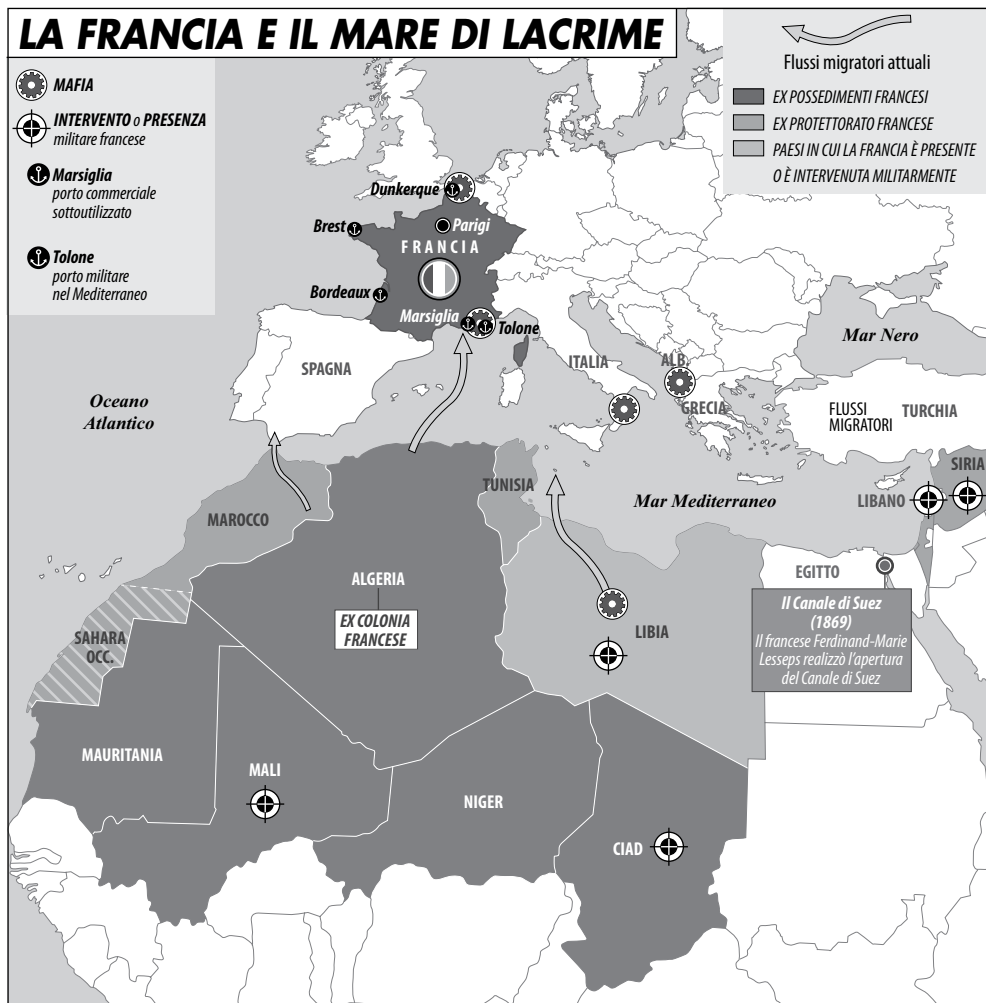 LA FRANCIA E IL MARE DI LACRIME
MAFIA
INTERVENTO o PRESENZA
militare francese
Marsiglia
porto commerciale
sottoutilizzato
Tolone
porto militare
nel Mediterraneo
Flussi migratori attuali
EX POSSEDIMENTI FRANCESI
EX PROTETTORATO FRANCESE
PAESI IN CUI LA FRANCIA È PRESENTE
O È INTERVENUTA MILITARMENTE
Dunkerque
Brest
Parigi
FRANCIA
Bordeaux
Marsiglia
Tolone
Mar Nero
ITALIA
ALB.
SPAGNA
Oceano
Atlantico
GRECIA
FLUSSI
MIGRATORI
TURCHIA
SIRIA
TUNISIA
Mar Mediterraneo
LIBANO
MAROCCO
ALGERIA
EX COLONIA
FRANCESE
EGITTO
Il Canale di Suez
(1869)
Il francese Ferdinand-Marie
Lesseps realizzò l'apertura
del Canale di Suez
LIBIA
SAHARA
OCC.
MAURITANIA
MALI
NIGER
CIAD